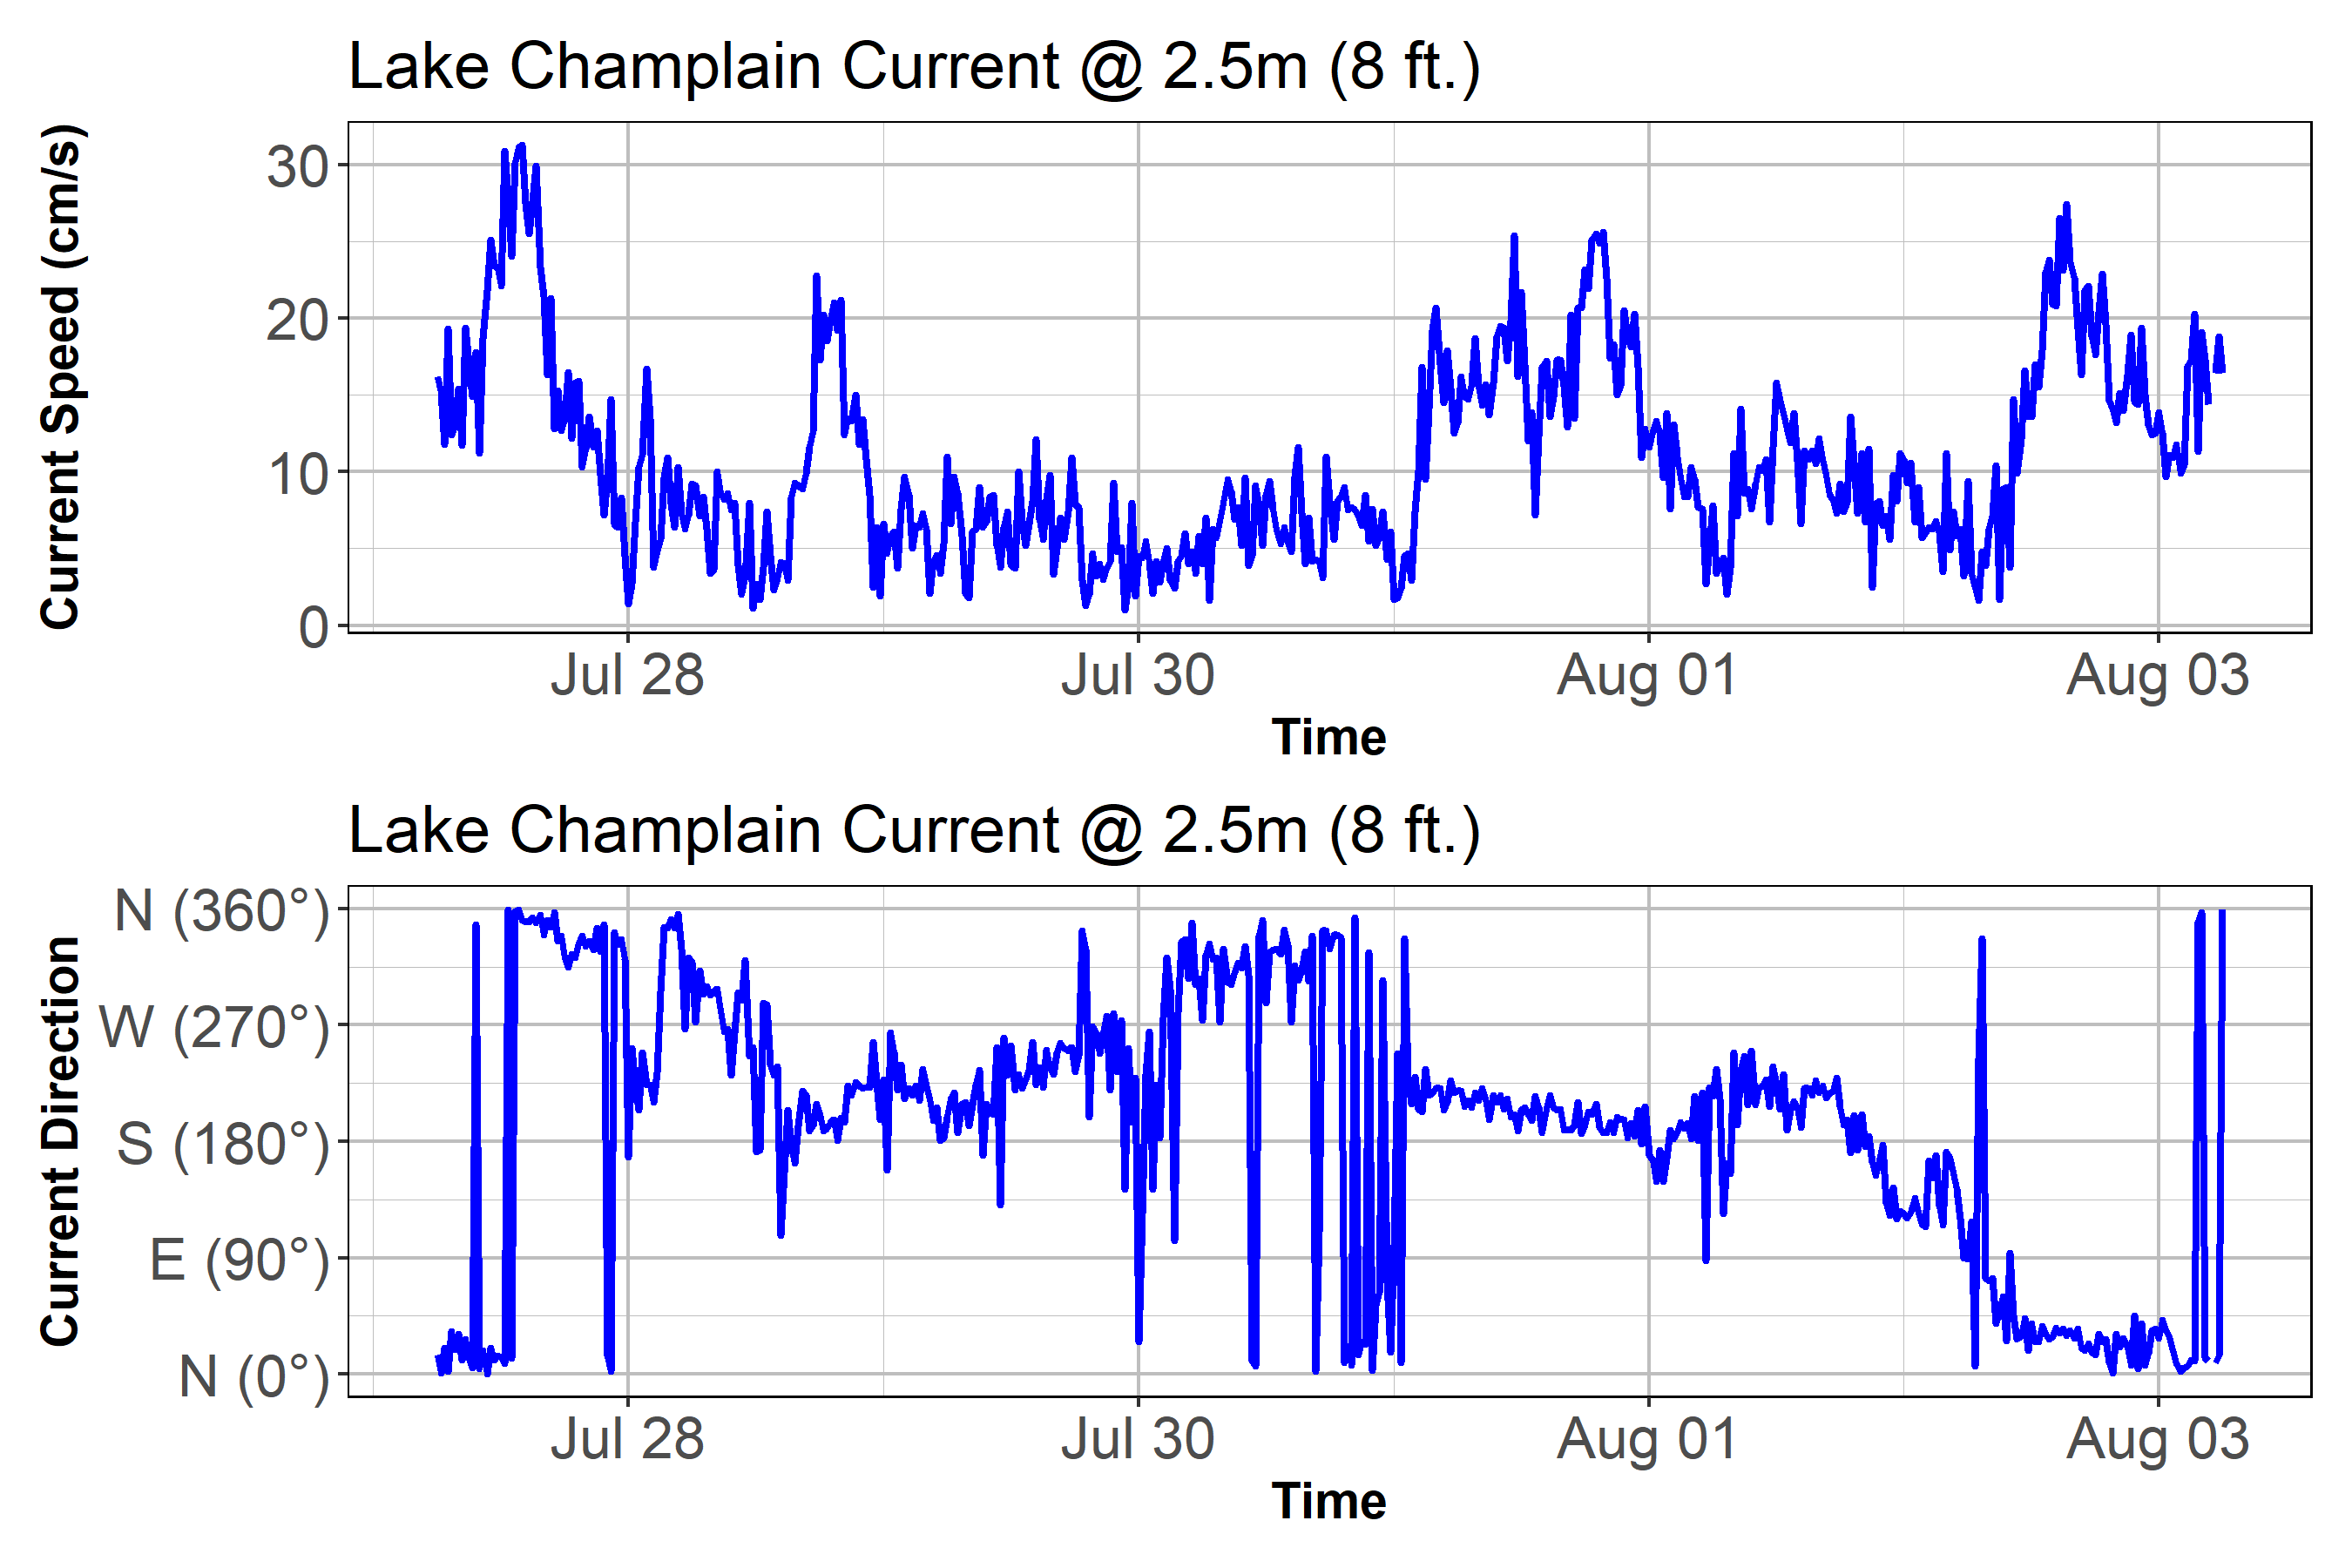 Lake Champlain Current @ 2.5m (8 ft.)
Current Speed (cm/s)
30
20
10
0
Jul 28 Jul 30 Aug 01 Aug 03
Time
Lake Champlain Current @ 2.5m (8 ft.)
Current Direction
N (360°)
W (270°)
S (180°)
E (90°)
N (0°)
Jul 28 Jul 30 Aug 01 Aug 03
Time